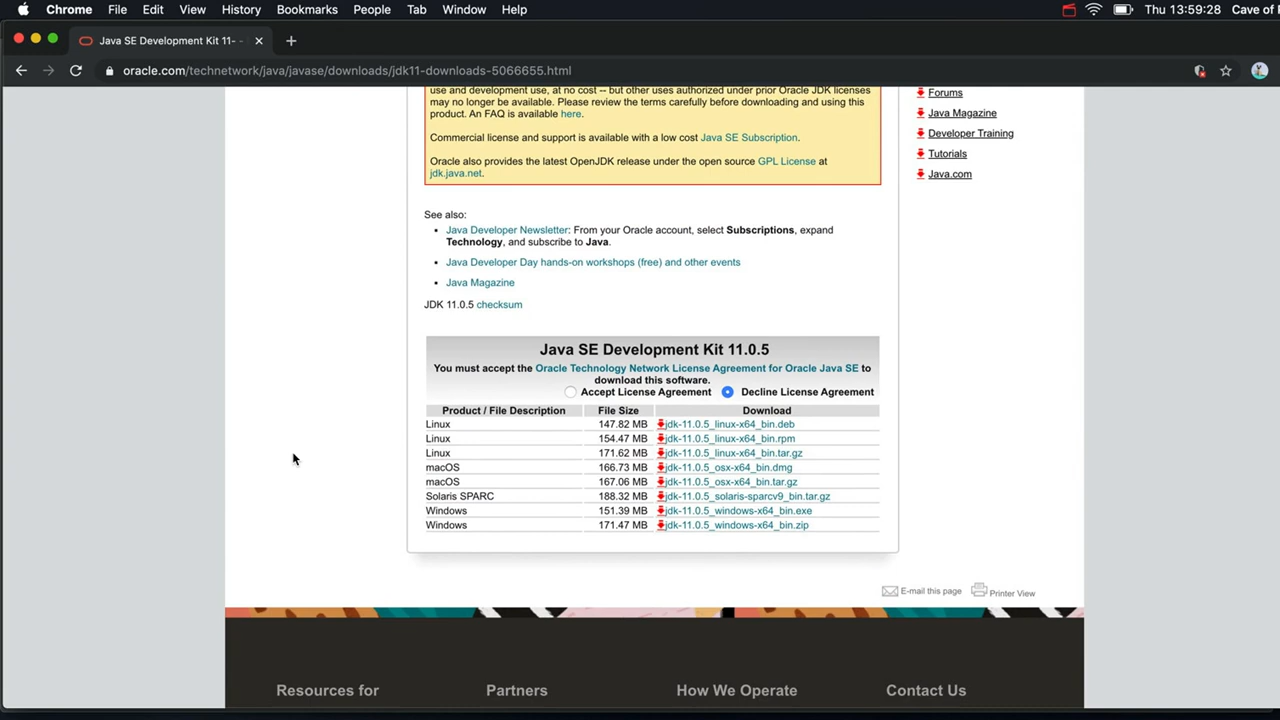 Chrome File Edit View History Bookmarks People Tab Window Help Thu 13:59:28 Cave of
Java SE Development Kit 11-
oracle.com/technetwork/java/javase/downloads/jdk11-downloads-5066655.html
use and development use, at no cost -- but other uses authorized under prior Oracle JDK licenses
may no longer be available. Please review the terms carefully before downloading and using this
product. An FAQ is available here.
Commercial license and support is available with a low cost Java SE Subscription.
Oracle also provides the latest OpenJDK release under the open source GPL License at
jdk.java.net.
Forums
Java Magazine
Developer Training
Tutorials
Java.com
See also:
Java Developer Newsletter: From your Oracle account, select Subscriptions, expand
Technology, and subscribe to Java.
Java Developer Day hands-on workshops (free) and other events
Java Magazine
JDK 11.0.5 checksum
Java SE Development Kit 11.0.5
You must accept the Oracle Technology Network License Agreement for Oracle Java SE to
download this software.
Accept License Agreement Decline License Agreement
Product / File Description File Size Download
Linux 147.82 MB jdk-11.0.5_linux-x64_bin.deb
Linux 154.47 MB jdk-11.0.5_linux-x64_bin.rpm
Linux 171.62 MB jdk-11.0.5_linux-x64_bin.tar.gz
macOS 166.73 MB jdk-11.0.5_osx-x64_bin.dmg
macOS 167.06 MB jdk-11.0.5_osx-x64_bin.tar.gz
Solaris SPARC 188.32 MB jdk-11.0.5_solaris-sparcv9_bin.tar.gz
Windows 151.39 MB jdk-11.0.5_windows-x64_bin.exe
Windows 171.47 MB jdk-11.0.5_windows-x64_bin.zip
E-mail this page Printer View
Resources for Partners How We Operate Contact Us